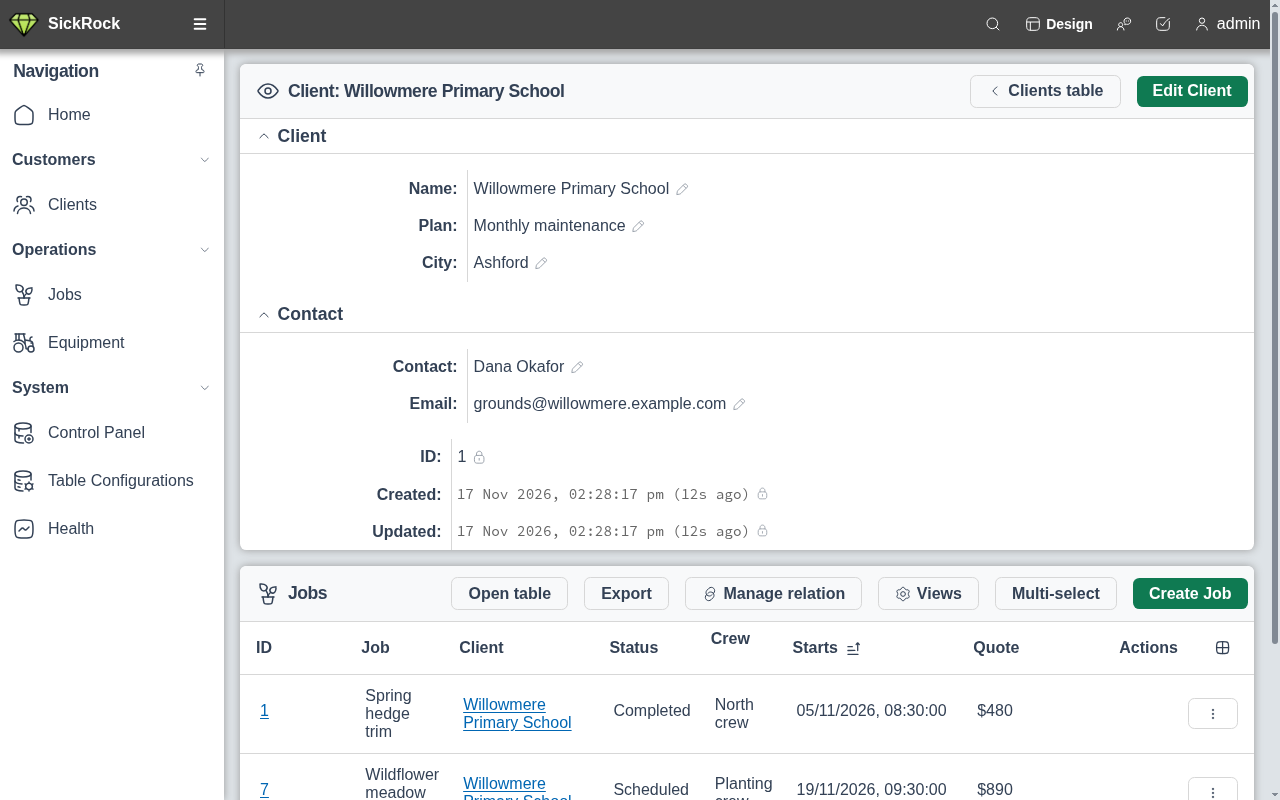 SickRock
Design
admin
Navigation
Home
Customers
Clients
Operations
Jobs
Equipment
System
Control Panel
Table Configurations
Health
Client: Willowmere Primary School
Clients table
Edit Client
Client
Name: Willowmere Primary School
Plan: Monthly maintenance
City: Ashford
Contact
Contact: Dana Okafor
Email: grounds@willowmere.example.com
ID: 1
Created: 17 Nov 2026, 02:28:17 pm (12s ago)
Updated: 17 Nov 2026, 02:28:17 pm (12s ago)
Jobs
Open table
Export
Manage relation
Views
Multi-select
Create Job
ID Job Client Status Crew Starts Quote Actions
1 Spring hedge trim Willowmere Primary School Completed North crew 05/11/2026, 08:30:00 $480
7 Wildflower meadow Willowmere Primary School Scheduled Planting crew 19/11/2026, 09:30:00 $890